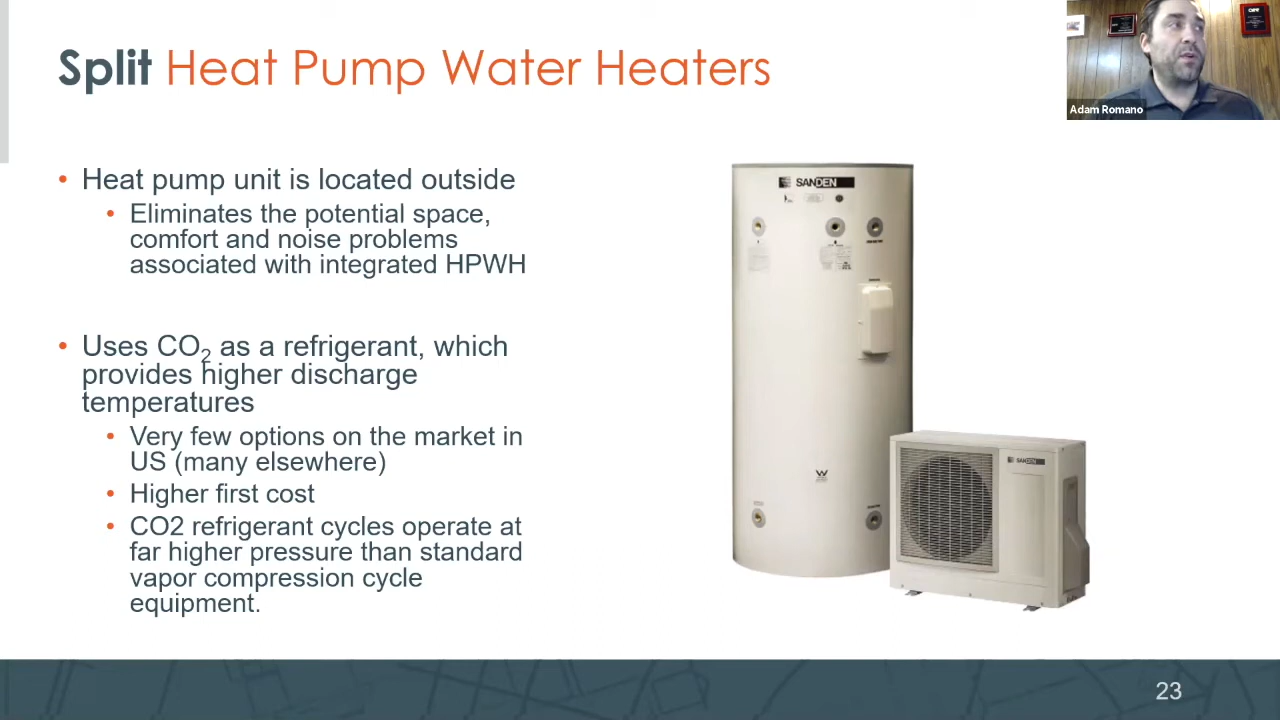 Split Heat Pump Water Heaters
Adam Romano
• Heat pump unit is located outside
• Eliminates the potential space,
comfort and noise problems
associated with integrated HPWH
• Uses CO₂ as a refrigerant, which
provides higher discharge
temperatures
• Very few options on the market in
US (many elsewhere)
• Higher first cost
• CO2 refrigerant cycles operate at
far higher pressure than standard
vapor compression cycle
equipment.
SANDEN
SANDEN
23